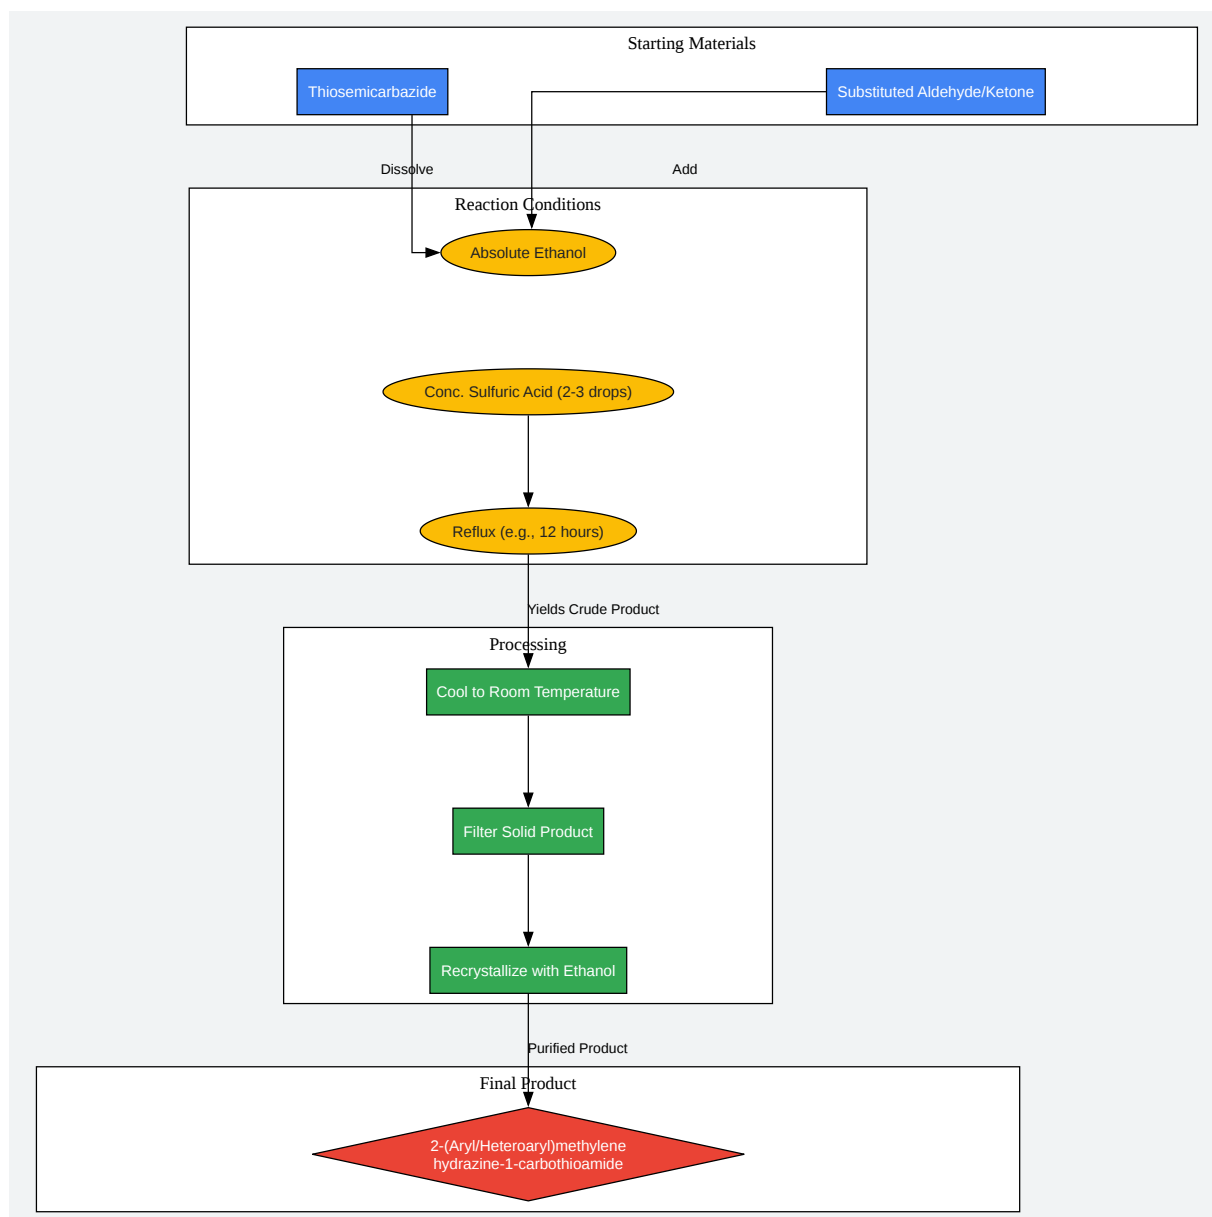 Starting Materials
Thiosemicarbazide
Substituted Aldehyde/Ketone
Dissolve
Add
Reaction Conditions
Absolute Ethanol
Conc. Sulfuric Acid (2-3 drops)
Reflux (e.g., 12 hours)
Yields Crude Product
Processing
Cool to Room Temperature
Filter Solid Product
Recrystallize with Ethanol
Purified Product
Final Product
2-(Aryl/Heteroaryl)methylene
hydrazine-1-carbothioamide